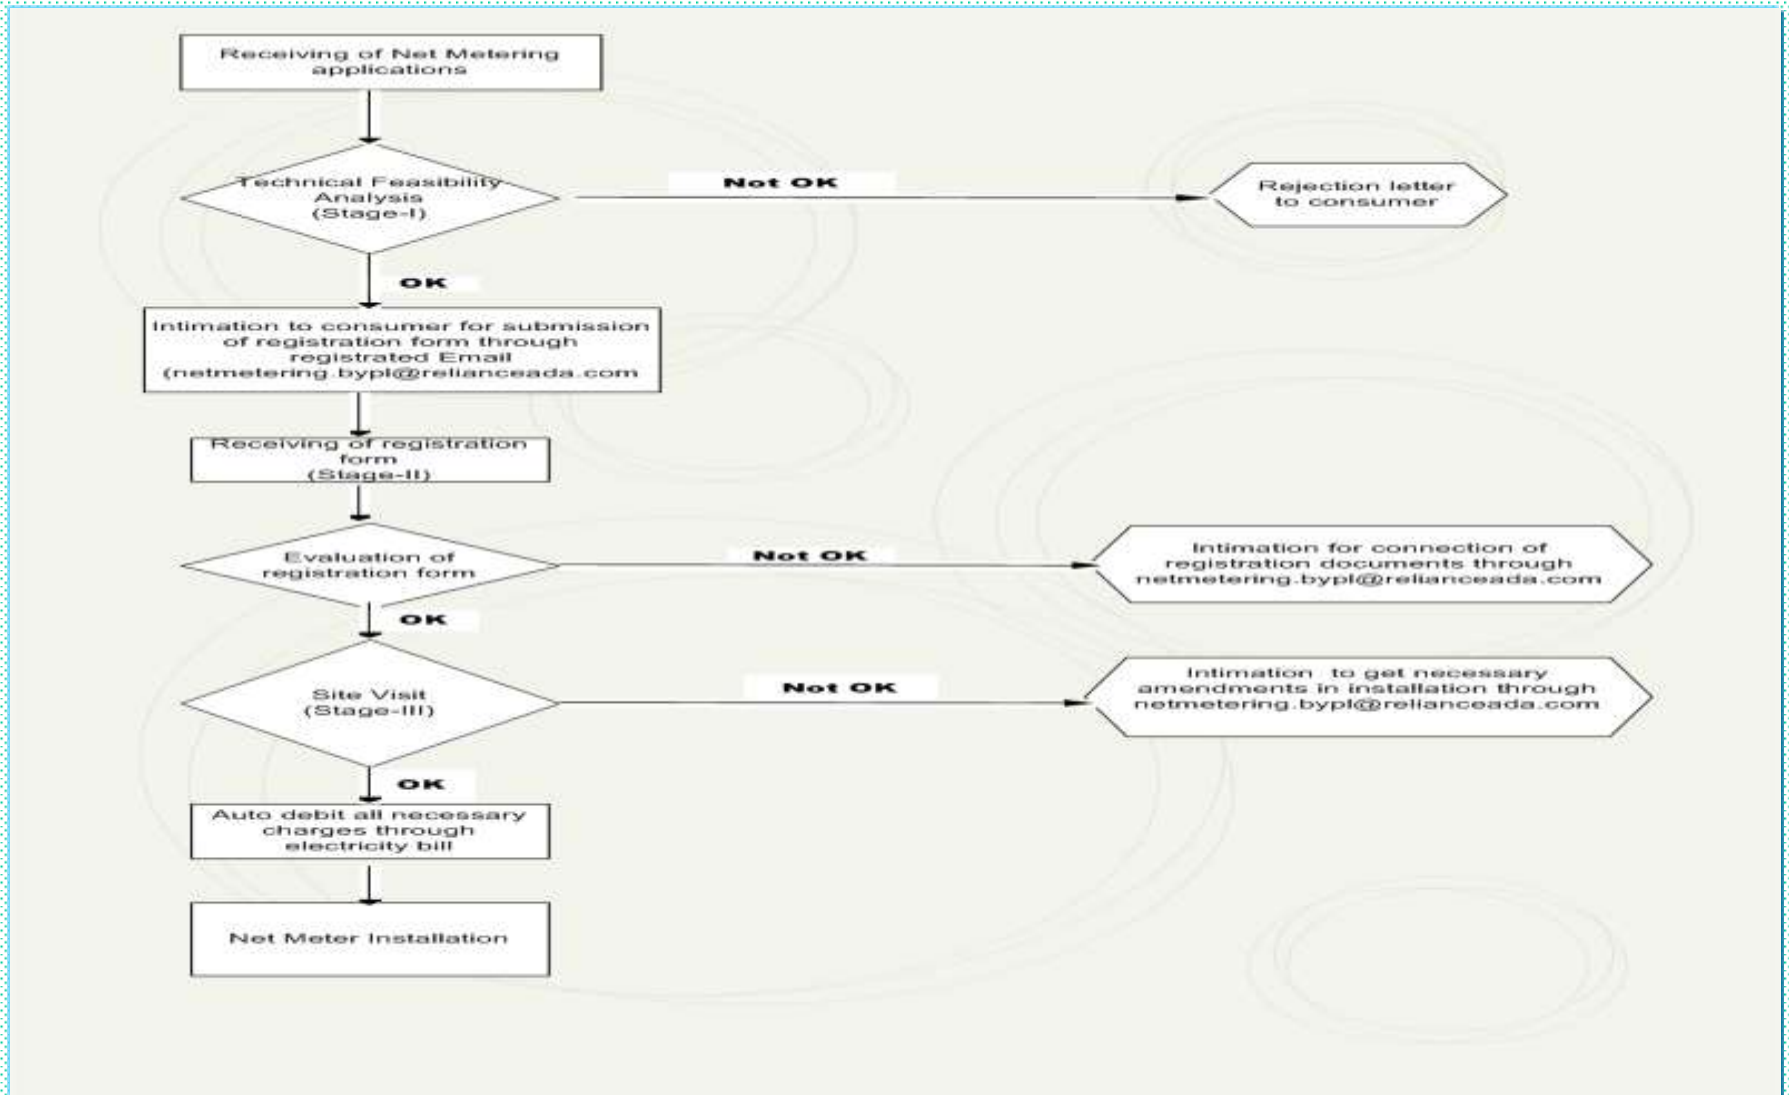 Receiving of Net Metering
applications
Technical Feasibility
Analysis
(Stage-I)
Not OK
Rejection letter
to consumer
OK
Intimation to consumer for submission
of registration form through
registrated Email
(netmetering.bypl@relianceada.com
Receiving of registration
form
(Stage-II)
Evaluation of
registration form
Not OK
Intimation for connection of
registration documents through
netmetering.bypl@relianceada.com
OK
Site Visit
(Stage-III)
Not OK
Intimation to get necessary
amendments in installation through
netmetering.bypl@relianceada.com
OK
Auto debit all necessary
charges through
electricity bill
Net Meter Installation